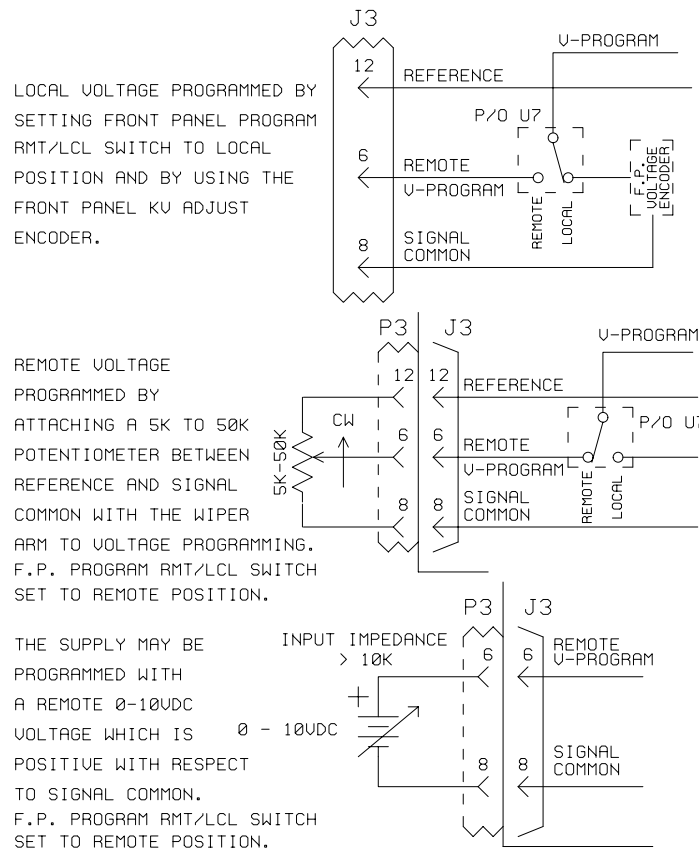 J3
V-PROGRAM
12
REFERENCE
LOCAL VOLTAGE PROGRAMMED BY
SETTING FRONT PANEL PROGRAM
RMT/LCL SWITCH TO LOCAL
POSITION AND BY USING THE
FRONT PANEL KV ADJUST
ENCODER.
P/O U7
6
REMOTE
V-PROGRAM
REMOTE
LOCAL
F.P.
VOLTAGE
ENCODER
8
SIGNAL
COMMON
P3
J3
V-PROGRAM
REMOTE VOLTAGE
PROGRAMMED BY
ATTACHING A 5K TO 50K
POTENTIOMETER BETWEEN
REFERENCE AND SIGNAL
COMMON WITH THE WIPER
ARM TO VOLTAGE PROGRAMMING.
F.P. PROGRAM RMT/LCL SWITCH
SET TO REMOTE POSITION.
5K-50K
CW
12
12
REFERENCE
P/O U7
6
6
REMOTE
V-PROGRAM
REMOTE
LOCAL
8
8
SIGNAL
COMMON
P3
J3
THE SUPPLY MAY BE
PROGRAMMED WITH
A REMOTE 0-10VDC
VOLTAGE WHICH IS
POSITIVE WITH RESPECT
TO SIGNAL COMMON.
F.P. PROGRAM RMT/LCL SWITCH
SET TO REMOTE POSITION.
INPUT IMPEDANCE
> 10K
+
0 - 10VDC
6
6
REMOTE
V-PROGRAM
8
8
SIGNAL
COMMON